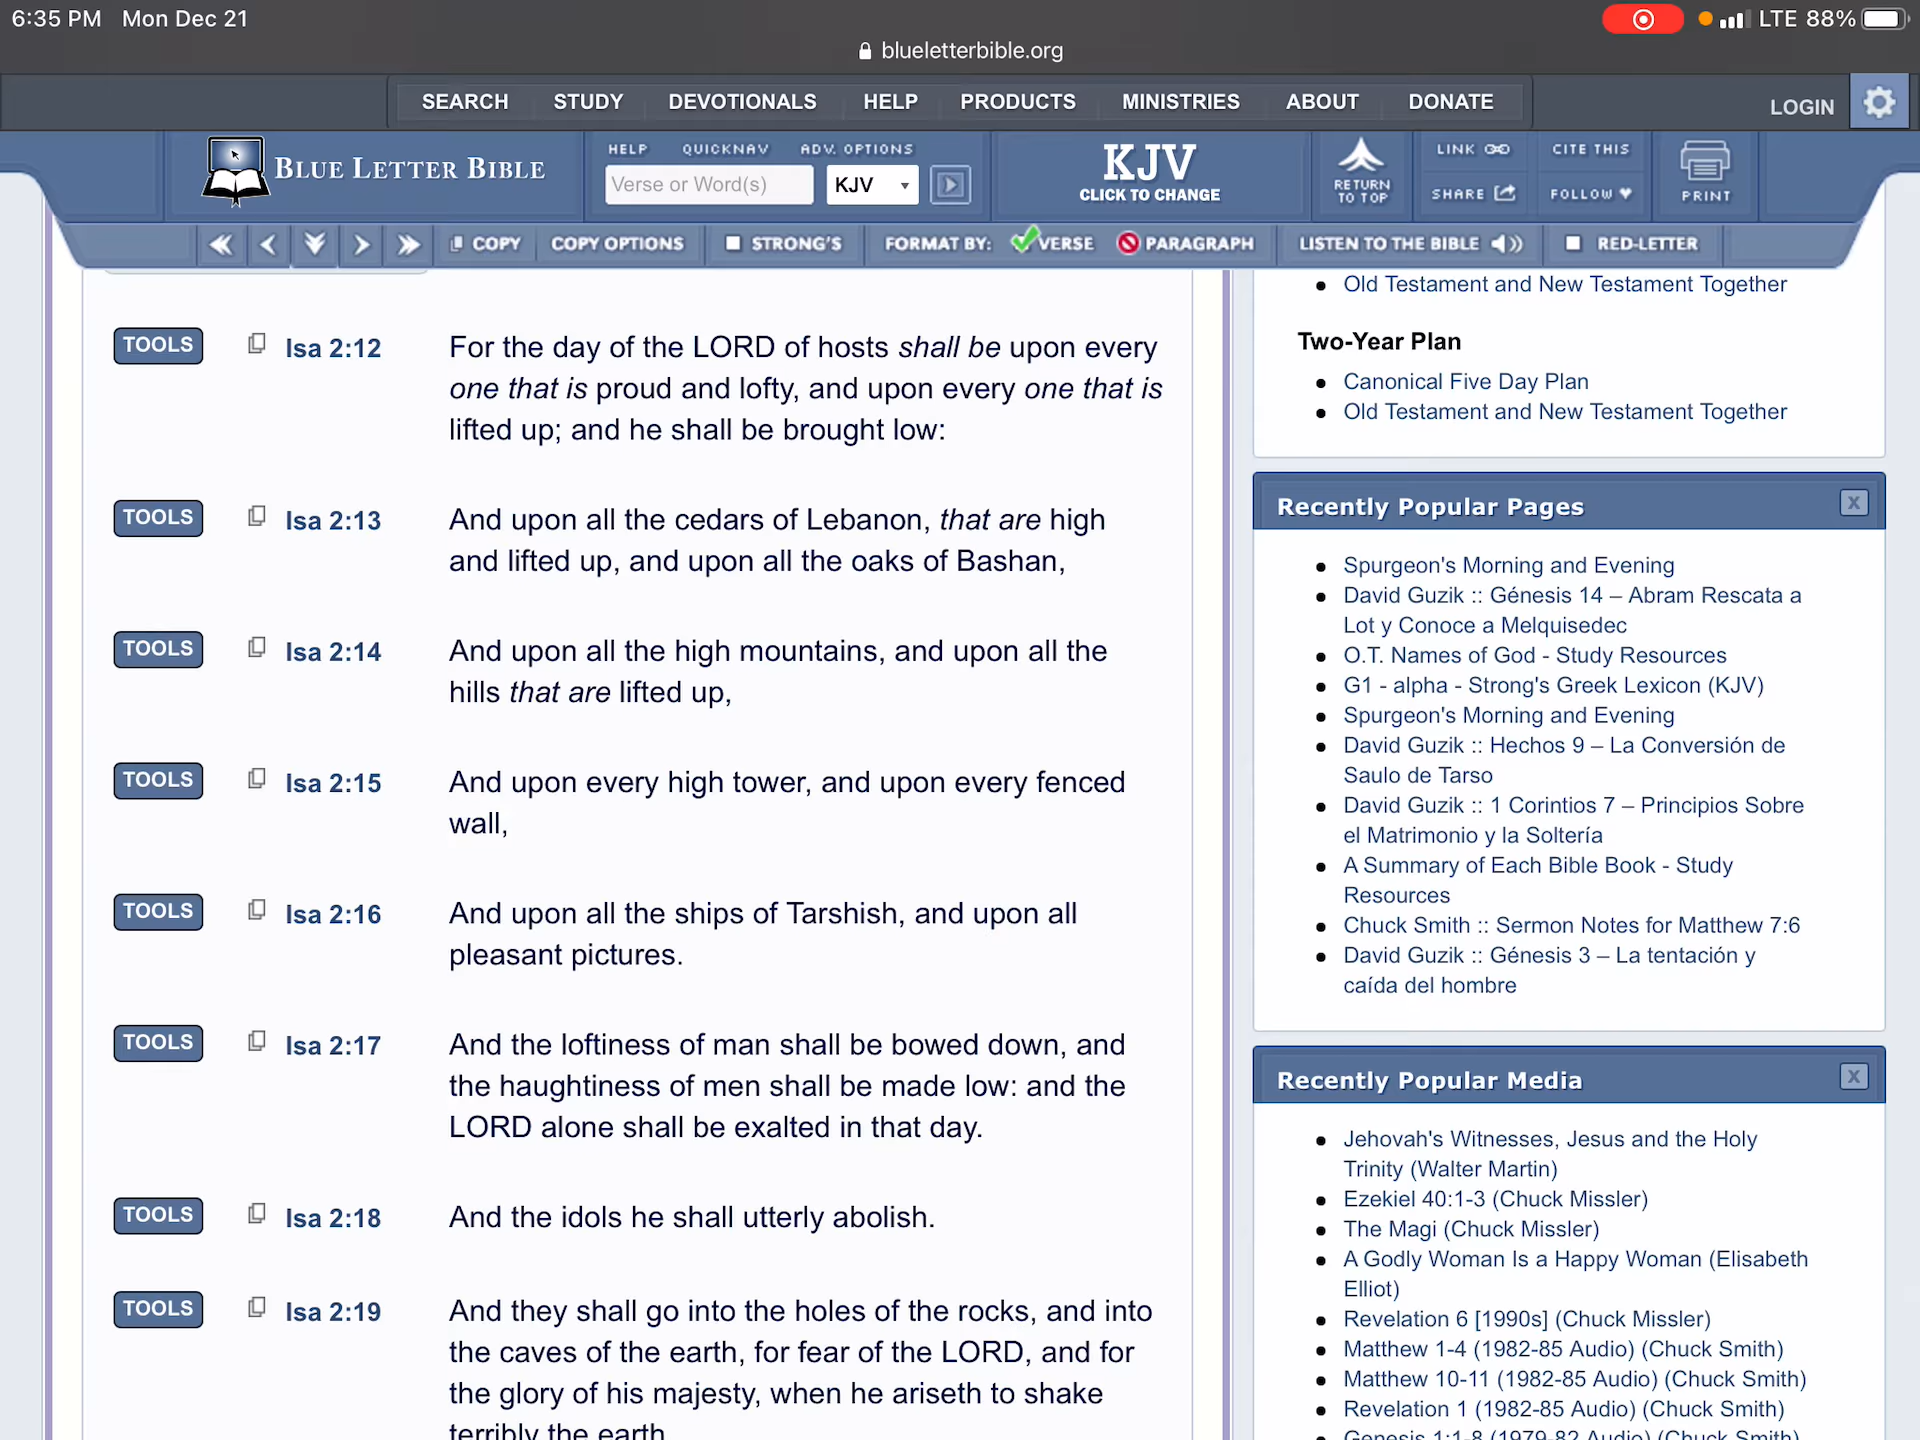 6:35 PM Mon Dec 21
LTE 88%
blueletterbible.org
SEARCH STUDY DEVOTIONALS HELP PRODUCTS MINISTRIES ABOUT DONATE
LOGIN
BLUE LETTER BIBLE
HELP QUICKNAV ADV. OPTIONS
Verse or Word(s)
KJV
KJV
CLICK TO CHANGE
RETURN
TO TOP
LINK
SHARE
CITE THIS
FOLLOW
PRINT
COPY COPY OPTIONS STRONG'S FORMAT BY: VERSE PARAGRAPH LISTEN TO THE BIBLE RED-LETTER
TOOLS Isa 2:12 For the day of the LORD of hosts shall be upon every
one that is proud and lofty, and upon every one that is
lifted up; and he shall be brought low:
TOOLS Isa 2:13 And upon all the cedars of Lebanon, that are high
and lifted up, and upon all the oaks of Bashan,
TOOLS Isa 2:14 And upon all the high mountains, and upon all the
hills that are lifted up,
TOOLS Isa 2:15 And upon every high tower, and upon every fenced
wall,
TOOLS Isa 2:16 And upon all the ships of Tarshish, and upon all
pleasant pictures.
TOOLS Isa 2:17 And the loftiness of man shall be bowed down, and
the haughtiness of men shall be made low: and the
LORD alone shall be exalted in that day.
TOOLS Isa 2:18 And the idols he shall utterly abolish.
TOOLS Isa 2:19 And they shall go into the holes of the rocks, and into
the caves of the earth, for fear of the LORD, and for
the glory of his majesty, when he ariseth to shake
terribly the earth
Old Testament and New Testament Together
Two-Year Plan
Canonical Five Day Plan
Old Testament and New Testament Together
Recently Popular Pages X
Spurgeon's Morning and Evening
David Guzik :: Génesis 14 – Abram Rescata a
Lot y Conoce a Melquisedec
O.T. Names of God - Study Resources
G1 - alpha - Strong's Greek Lexicon (KJV)
Spurgeon's Morning and Evening
David Guzik :: Hechos 9 – La Conversión de
Saulo de Tarso
David Guzik :: 1 Corintios 7 – Principios Sobre
el Matrimonio y la Soltería
A Summary of Each Bible Book - Study
Resources
Chuck Smith :: Sermon Notes for Matthew 7:6
David Guzik :: Génesis 3 – La tentación y
caída del hombre
Recently Popular Media X
Jehovah's Witnesses, Jesus and the Holy
Trinity (Walter Martin)
Ezekiel 40:1-3 (Chuck Missler)
The Magi (Chuck Missler)
A Godly Woman Is a Happy Woman (Elisabeth
Elliot)
Revelation 6 [1990s] (Chuck Missler)
Matthew 1-4 (1982-85 Audio) (Chuck Smith)
Matthew 10-11 (1982-85 Audio) (Chuck Smith)
Revelation 1 (1982-85 Audio) (Chuck Smith)
Genesis 1:1-8 (1979-82 Audio) (Chuck Smith)